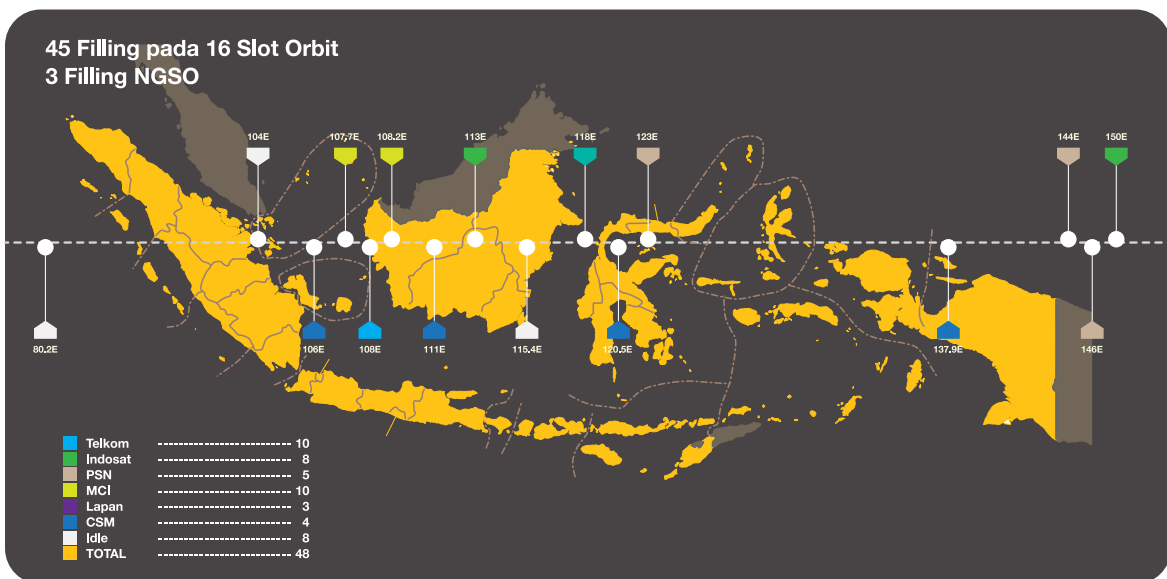 45 Filling pada 16 Slot Orbit
3 Filling NGSO
104E
107.7E
108.2E
113E
118E
123E
144E
150E
80.2E
106E
108E
111E
115.4E
120.5E
137.9E
146E
Telkom 10
Indosat 8
PSN 5
MCI 10
Lapan 3
CSM 4
Idle 8
TOTAL 48